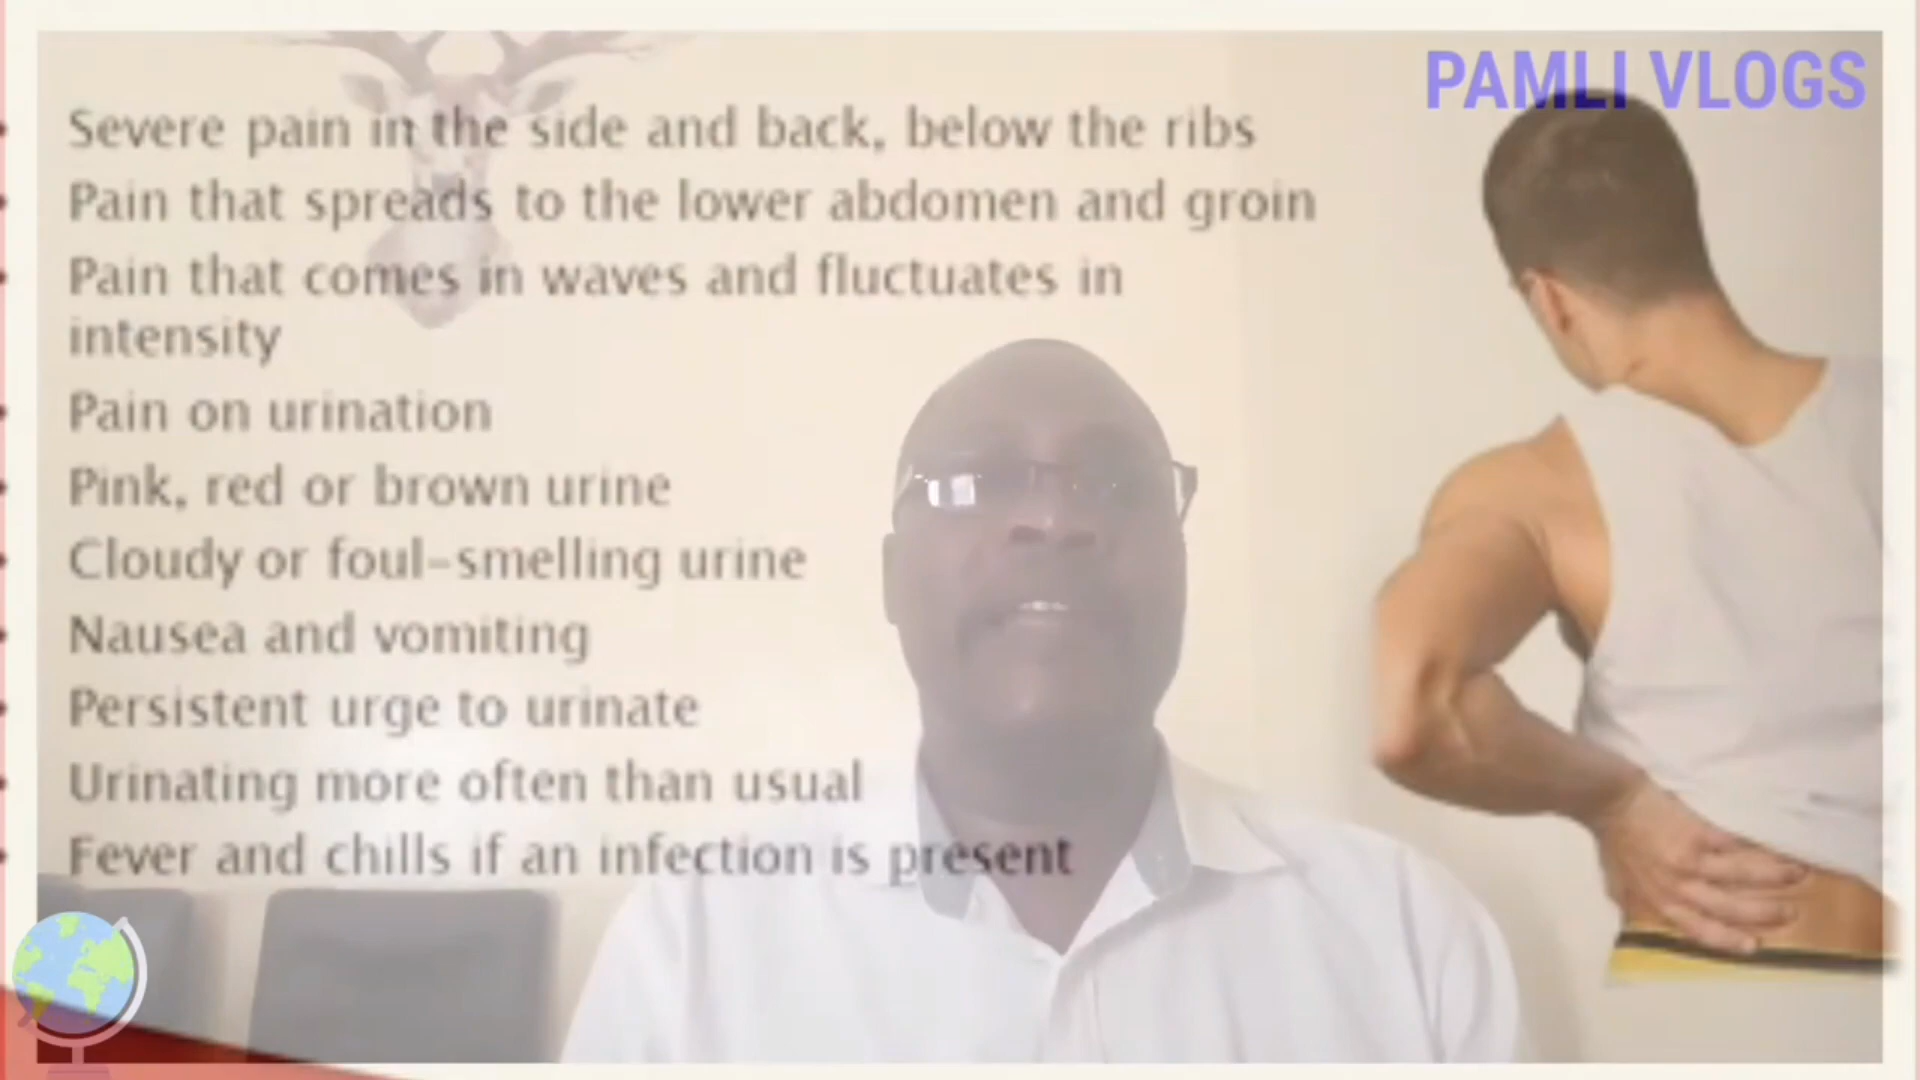 PAMLI VLOGS
Severe pain in the side and back, below the ribs
Pain that spreads to the lower abdomen and groin
Pain that comes in waves and fluctuates in
intensity
Pain on urination
Pink, red or brown urine
Cloudy or foul-smelling urine
Nausea and vomiting
Persistent urge to urinate
Urinating more often than usual
Fever and chills if an infection is present